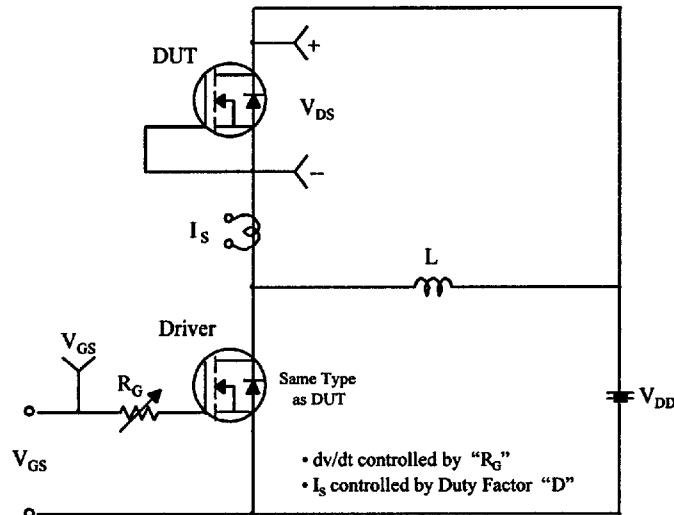 DUT
+
V_DS
–
I_S
L
Driver
V_GS
R_G
Same Type
as DUT
V_DD
V_GS
• dv/dt controlled by “R_G”
• I_S controlled by Duty Factor “D”